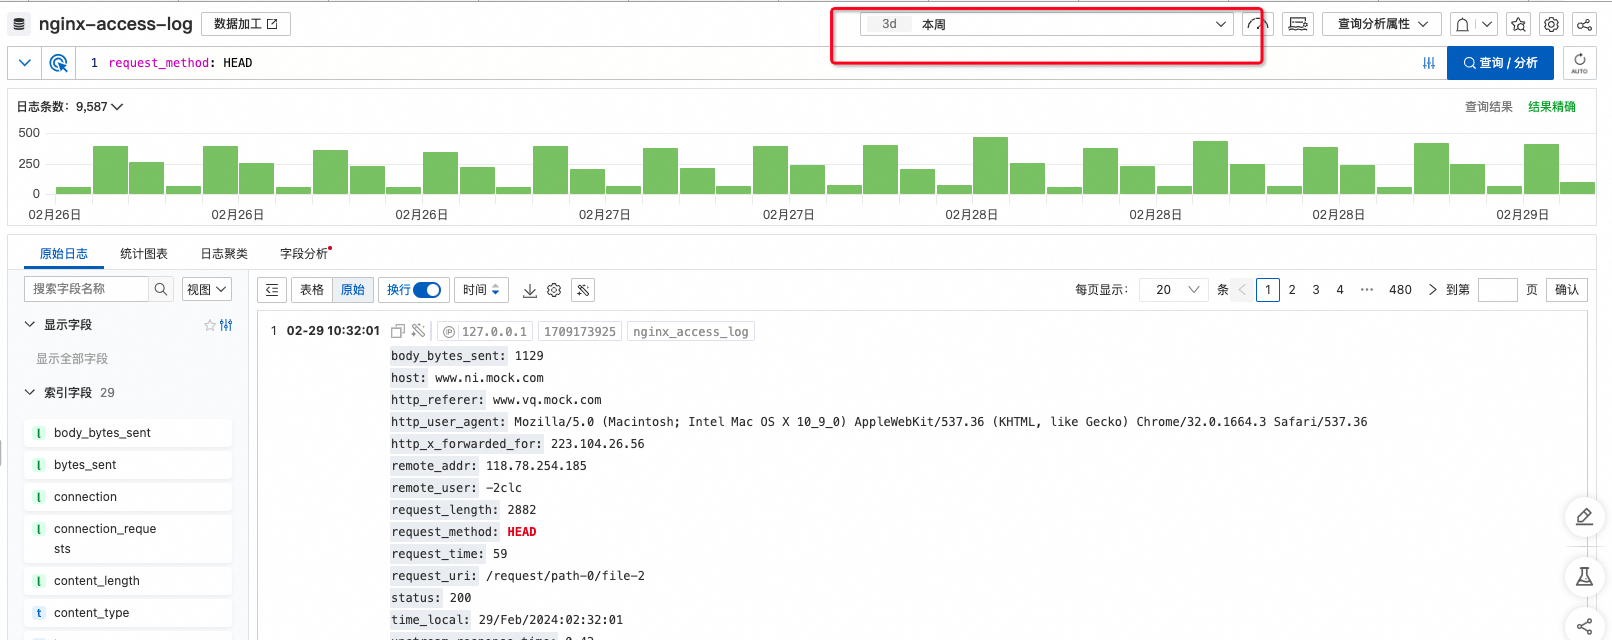 nginx-access-log 数据加工 3d 本周 查询分析属性
1 request_method: HEAD 查询 / 分析 AUTO
日志条数: 9,587 查询结果 结果精确
500
250
0
02月26日 02月26日 02月26日 02月27日 02月27日 02月28日 02月28日 02月28日 02月29日
原始日志 统计图表 日志聚类 字段分析
搜索字段名称 视图 表格 原始 换行 时间 每页显示: 20 条 1 2 3 4 ··· 480 到第 页 确认
显示字段
显示全部字段
索引字段 29
l body_bytes_sent
l bytes_sent
l connection
l connection_reque
sts
l content_length
t content_type
1 02-29 10:32:01 127.0.0.1 1709173925 nginx_access_log
body_bytes_sent: 1129
host: www.ni.mock.com
http_referer: www.vq.mock.com
http_user_agent: Mozilla/5.0 (Macintosh; Intel Mac OS X 10_9_0) AppleWebKit/537.36 (KHTML, like Gecko) Chrome/32.0.1664.3 Safari/537.36
http_x_forwarded_for: 223.104.26.56
remote_addr: 118.78.254.185
remote_user: -2clc
request_length: 2882
request_method: HEAD
request_time: 59
request_uri: /request/path-0/file-2
status: 200
time_local: 29/Feb/2024:02:32:01